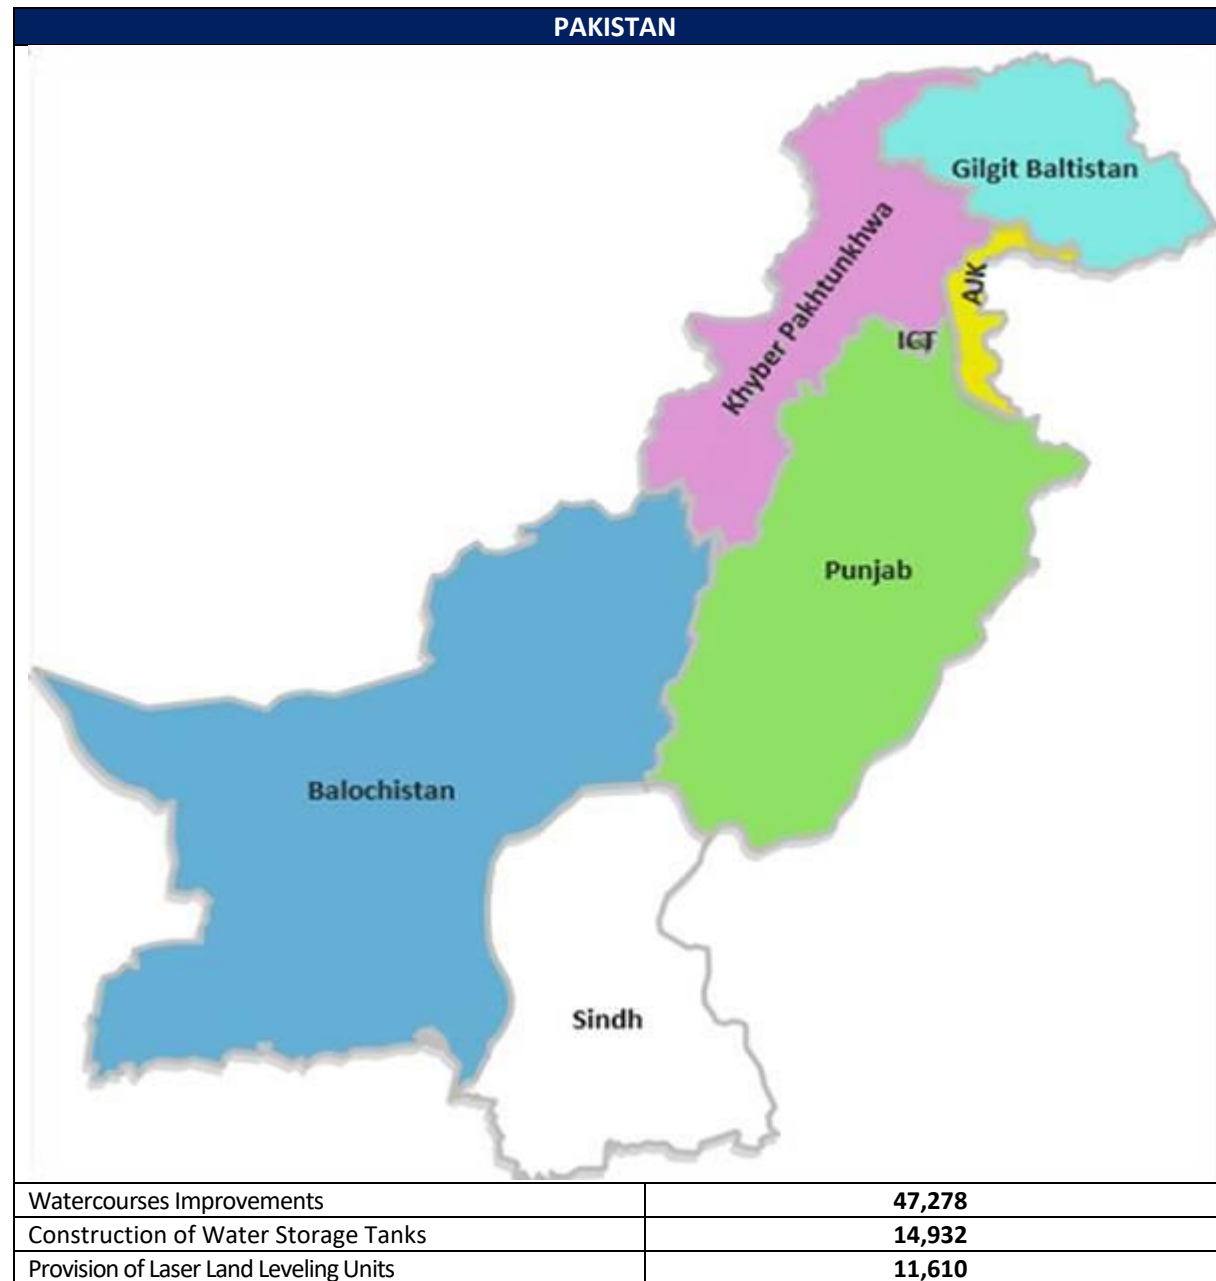 PAKISTAN
Gilgit Baltistan
Khyber Pakhtunkhwa
AJK
ICT
Punjab
Balochistan
Sindh
Watercourses Improvements 47,278
Construction of Water Storage Tanks 14,932
Provision of Laser Land Leveling Units 11,610